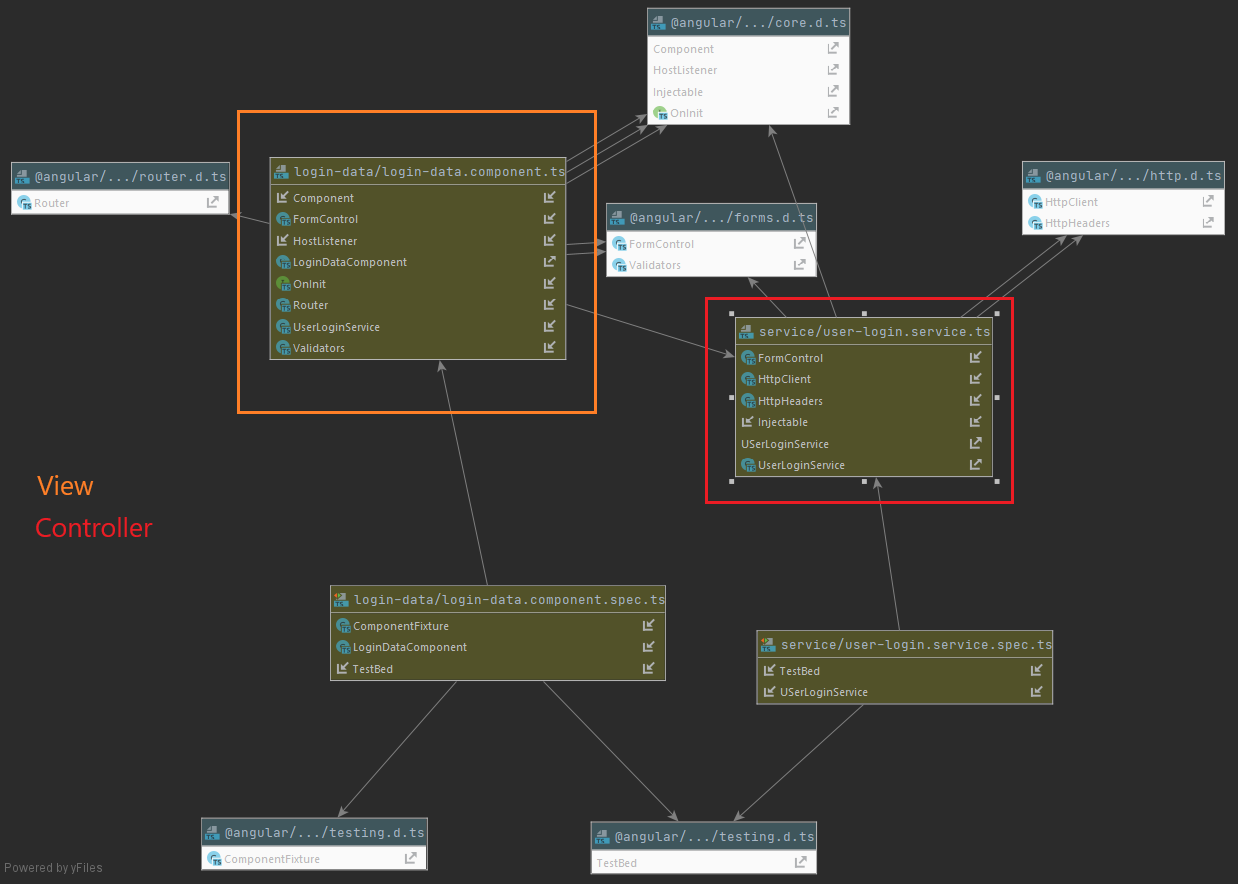 @angular/.../core.d.ts
Component
HostListener
Injectable
OnInit
@angular/.../router.d.ts
Router
login-data/login-data.component.ts
Component
FormControl
HostListener
LoginDataComponent
OnInit
Router
UserLoginService
Validators
@angular/.../forms.d.ts
FormControl
Validators
@angular/.../http.d.ts
HttpClient
HttpHeaders
service/user-login.service.ts
FormControl
HttpClient
HttpHeaders
Injectable
USerLoginService
UserLoginService
View
Controller
login-data/login-data.component.spec.ts
ComponentFixture
LoginDataComponent
TestBed
service/user-login.service.spec.ts
TestBed
USerLoginService
@angular/.../testing.d.ts
ComponentFixture
@angular/.../testing.d.ts
TestBed
Powered by yFiles